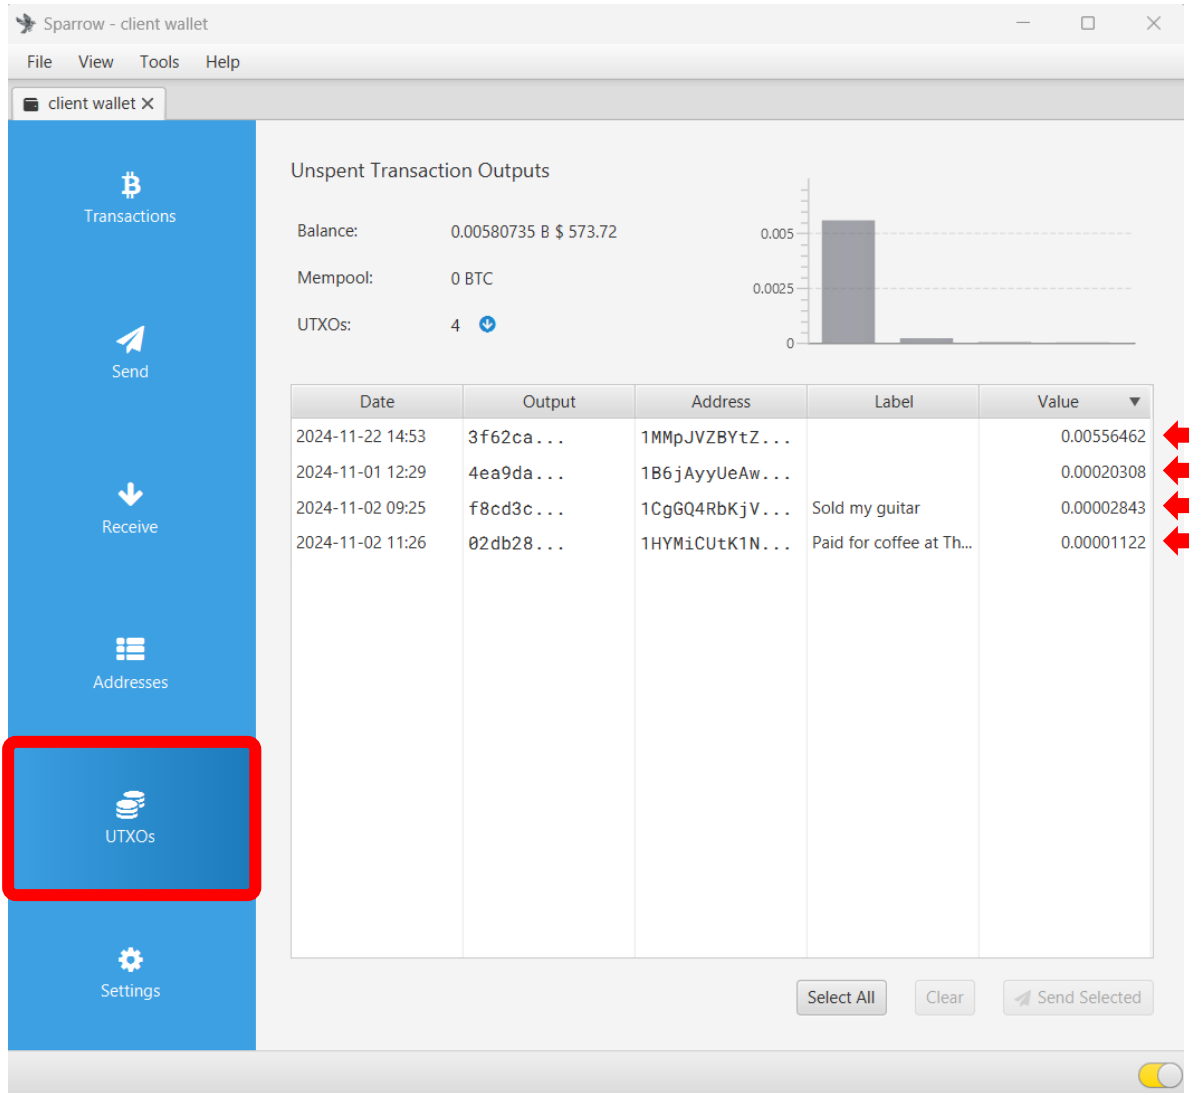 Sparrow - client wallet
File View Tools Help
client wallet
Transactions
Send
Receive
Addresses
UTXOs
Settings
Unspent Transaction Outputs
Balance: 0.00580735 B $ 573.72
Mempool: 0 BTC
UTXOs: 4
0.005
0.0025
0
Date Output Address Label Value
2024-11-22 14:53 3f62ca... 1MMpJVZBYtZ... 0.00556462
2024-11-01 12:29 4ea9da... 1B6jAyyUeAw... 0.00020308
2024-11-02 09:25 f8cd3c... 1CgGQ4RbKjV... Sold my guitar 0.00002843
2024-11-02 11:26 02db28... 1HYMiCUtK1N... Paid for coffee at Th... 0.00001122
Select All Clear Send Selected